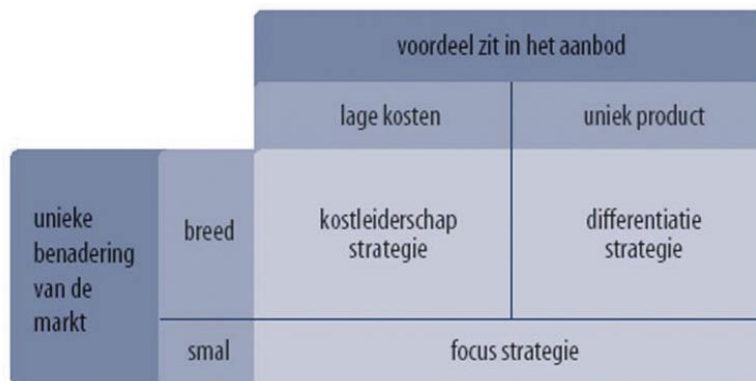 voordeel zit in het aanbod
lage kosten
uniek product
unieke
benadering
van de
markt
breed
kostleiderschap
strategie
differentiatie
strategie
smal
focus strategie